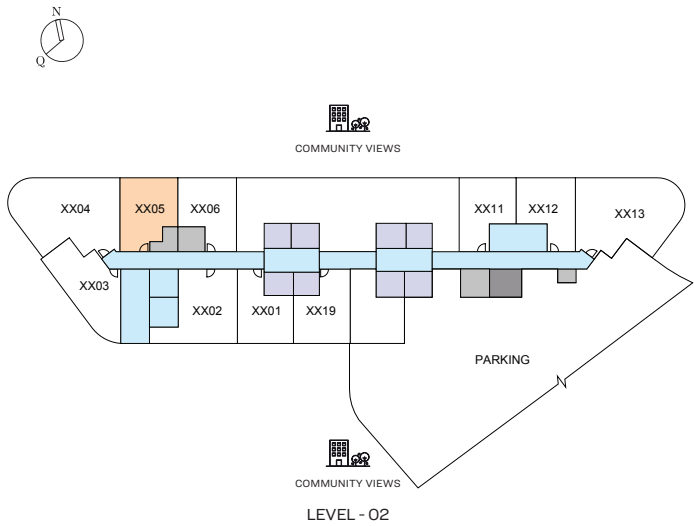 N
Q
COMMUNITY VIEWS
XX04
XX05
XX06
XX11
XX12
XX13
XX03
XX02
XX01
XX19
PARKING
COMMUNITY VIEWS
LEVEL - 02